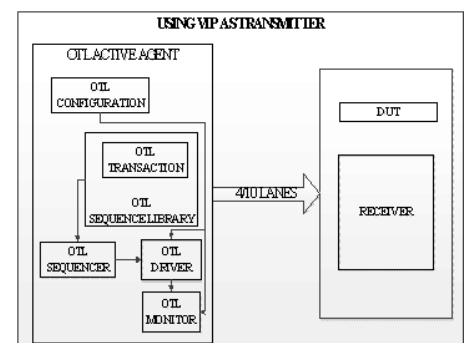 USING VIP AS TRANSMITTER
OTL ACTIVE AGENT
OTL
CONFIGURATION
OTL
TRANSACTION
OTL
SEQUENCE LIBRARY
OTL
SEQUENCER
OTL
DRIVER
OTL
MONITOR
4/10 LANES
DUT
RECEIVER